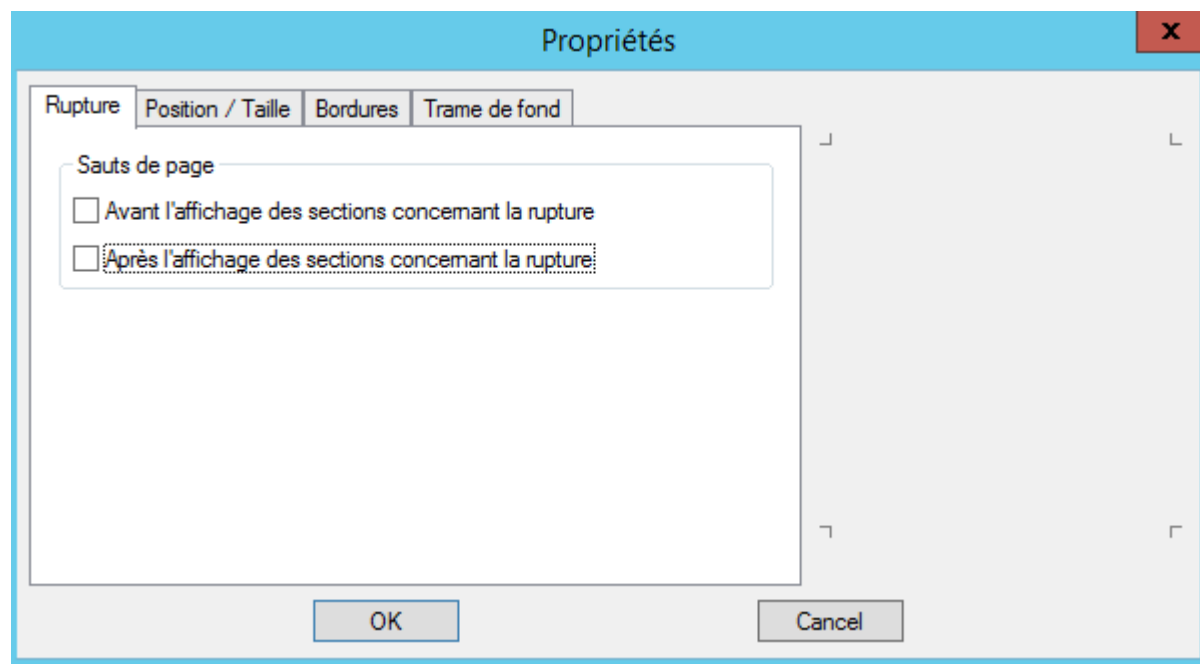 Propriétés
x
Rupture Position / Taille Bordures Trame de fond
Sauts de page
Avant l'affichage des sections concernant la rupture
Après l'affichage des sections concernant la rupture
OK Cancel